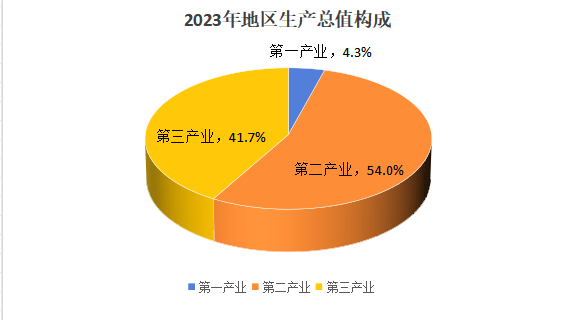 2023年地区生产总值构成
第一产业，4.3%
第三产业，41.7%
第二产业，54.0%
第一产业 第二产业 第三产业